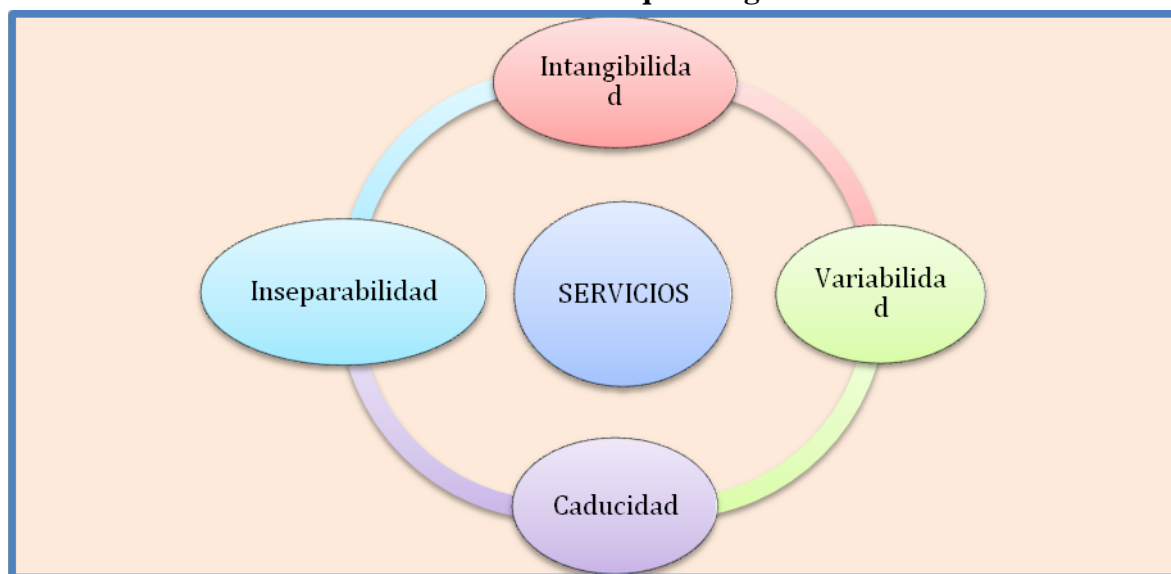 Intangibilida
d
Inseparabilidad
SERVICIOS
Variabilida
d
Caducidad